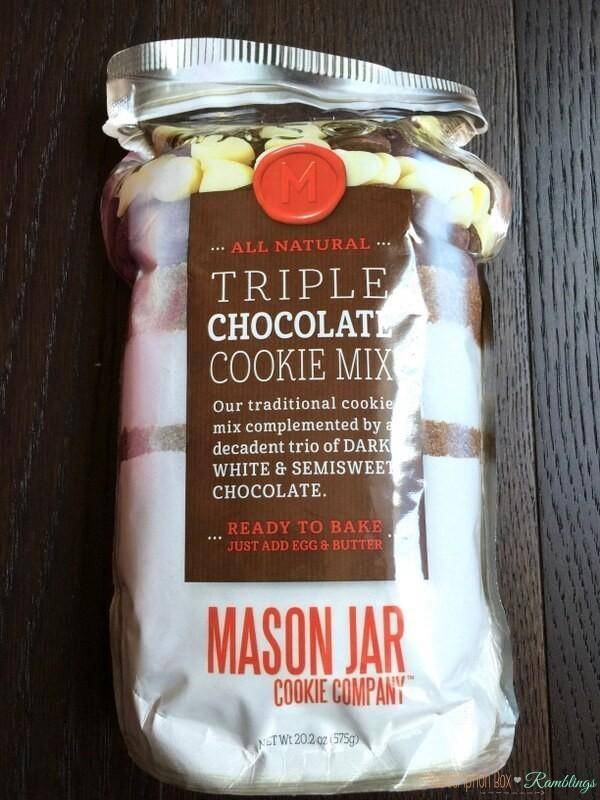 M
... ALL NATURAL ...
TRIPLE
CHOCOLATE
COOKIE MIX
Our traditional cookie
mix complemented by a
decadent trio of DARK
WHITE & SEMISWEET
CHOCOLATE.
... READY TO BAKE
JUST ADD EGG & BUTTER
MASON JAR
COOKIE COMPANY™
NET Wt 20.2 oz (575g)
Box ♥ Ramblings